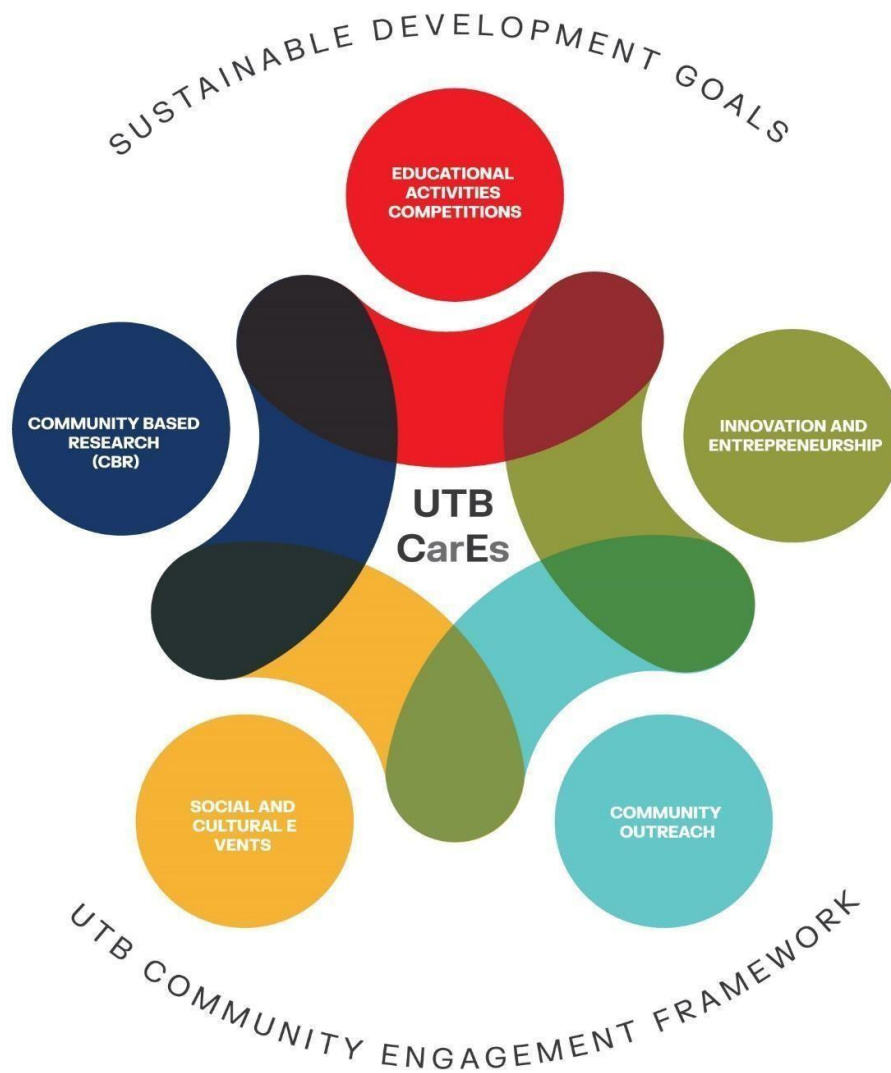 SUSTAINABLE DEVELOPMENT GOALS
EDUCATIONAL
ACTIVITIES
COMPETITIONS
COMMUNITY BASED
RESEARCH
(CBR)
INNOVATION AND
ENTREPRENEURSHIP
UTB
CarEs
SOCIAL AND
CULTURAL E
VENTS
COMMUNITY
OUTREACH
UTB COMMUNITY ENGAGEMENT FRAMEWORK